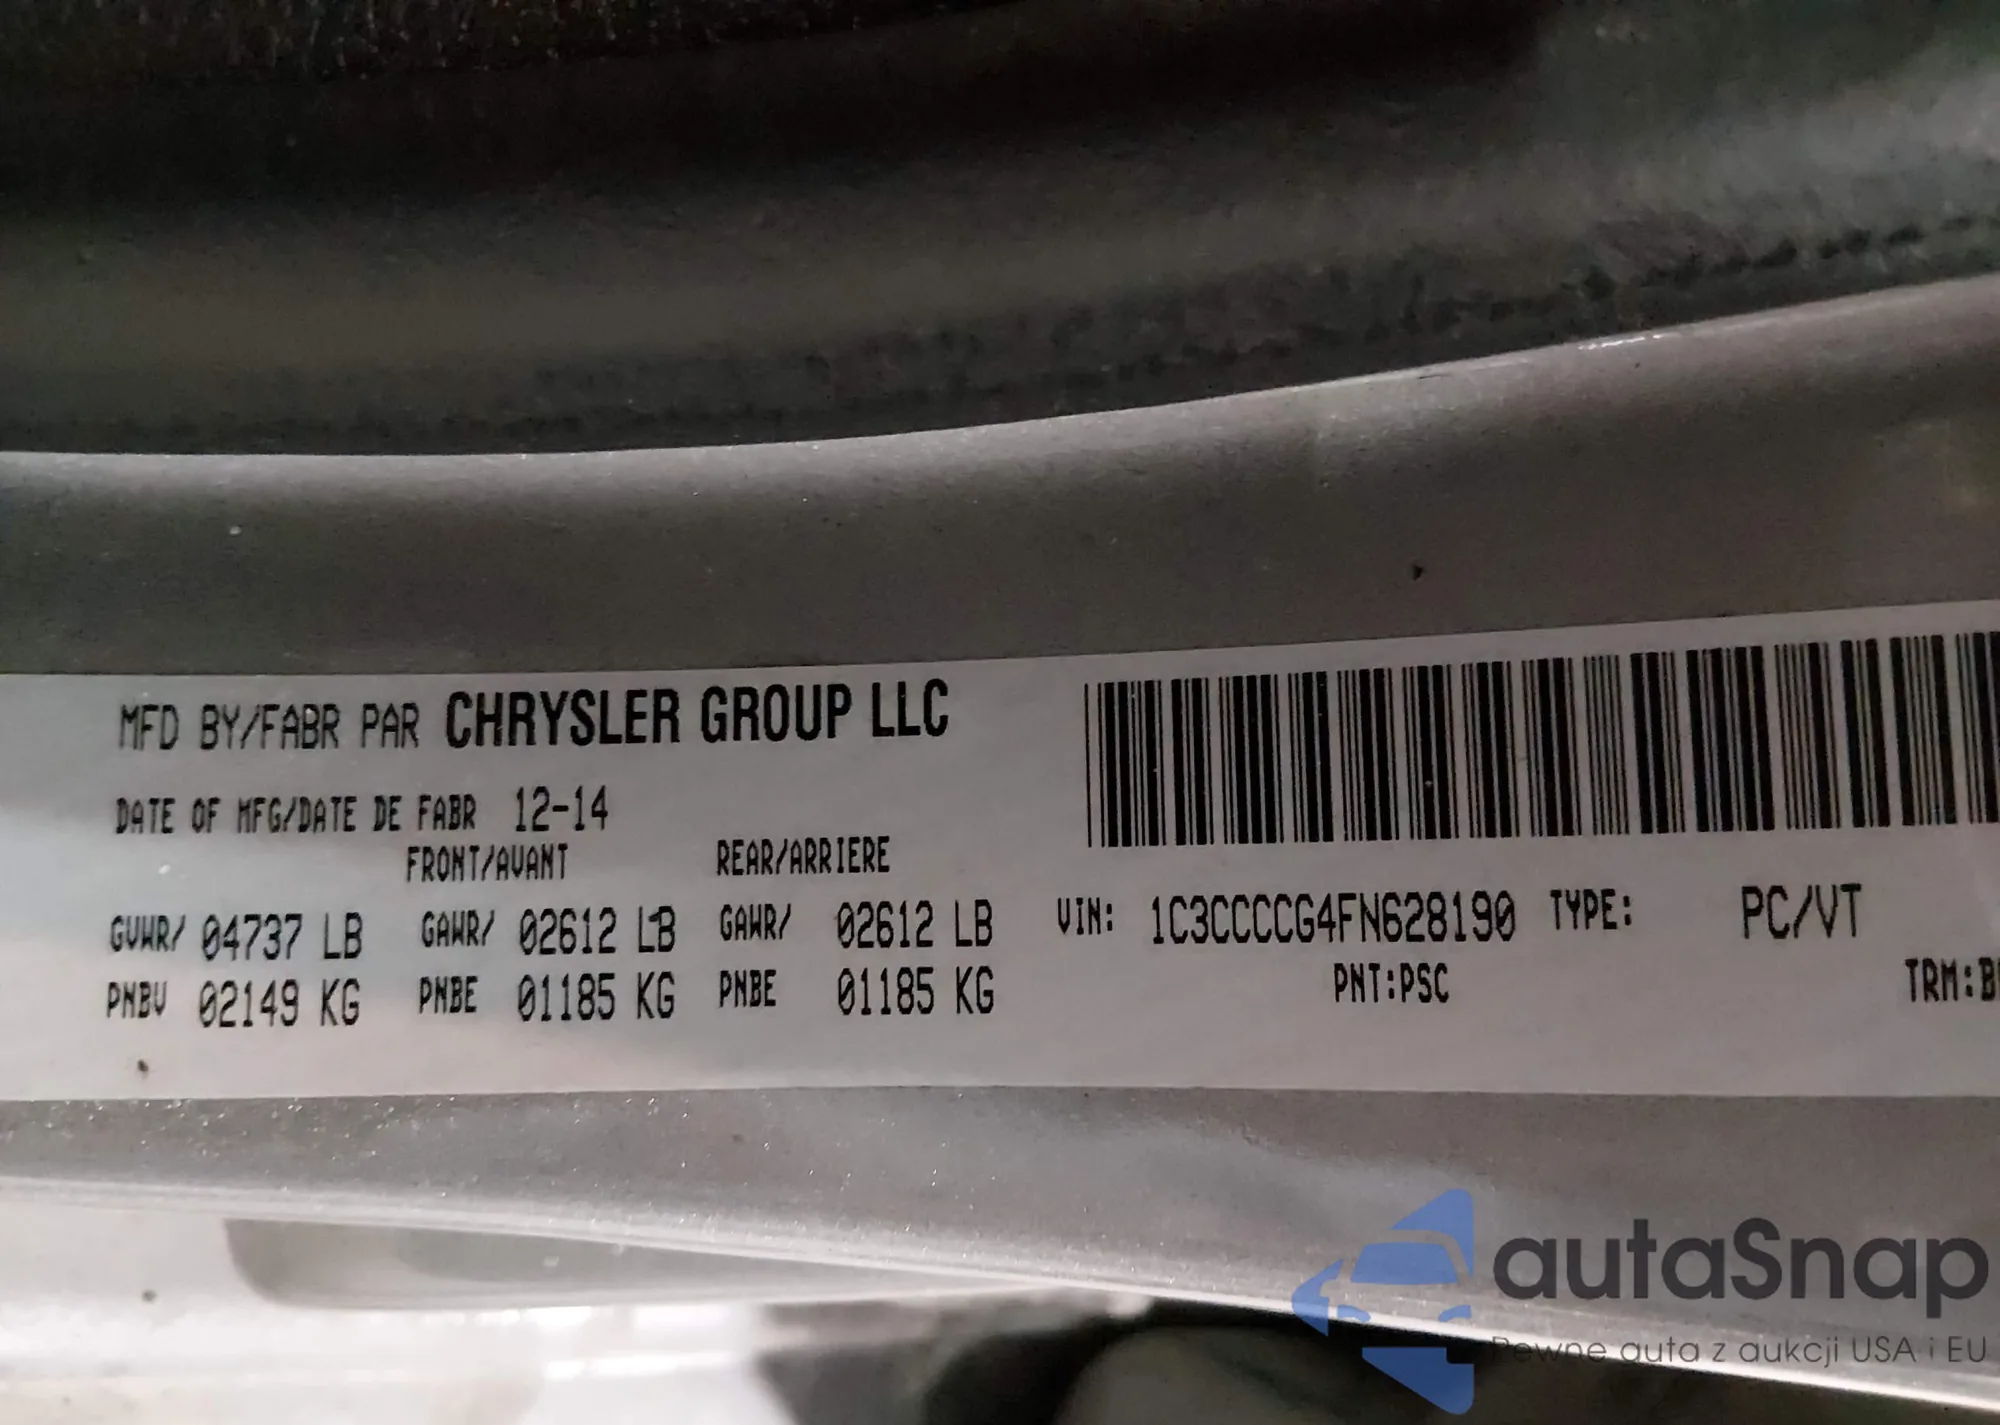 MFD BY/FABR PAR CHRYSLER GROUP LLC
DATE OF MFG/DATE DE FABR 12-14
FRONT/AVANT REAR/ARRIERE
GVWR/ 04737 LB GAWR/ 02612 LB GAWR/ 02612 LB
PNBV 02149 KG PNBE 01185 KG PNBE 01185 KG
VIN: 1C3CCCCG4FN628190 TYPE: PC/VT
PNT:PSC
autaSnap
Pewne auta z aukcji USA i EU